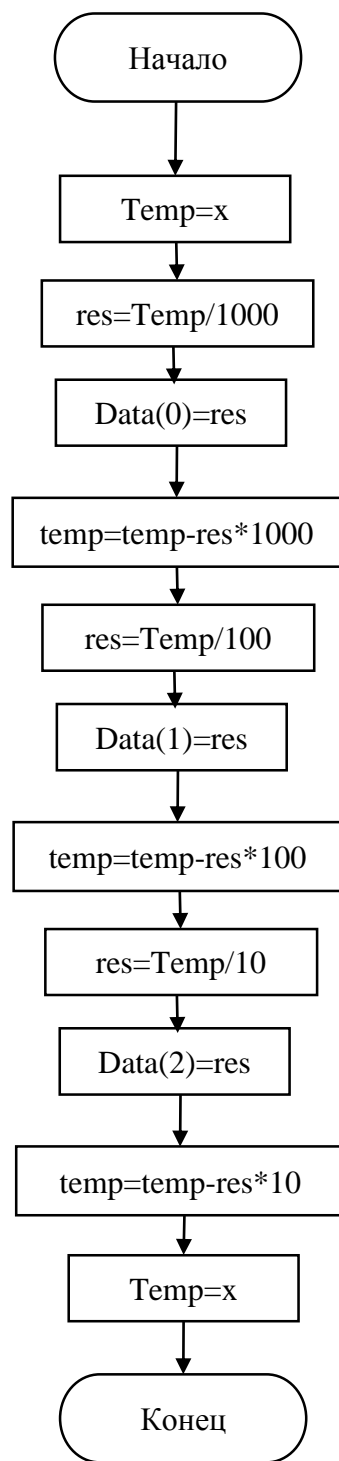 Начало
Temp=x
res=Temp/1000
Data(0)=res
temp=temp-res*1000
res=Temp/100
Data(1)=res
temp=temp-res*100
res=Temp/10
Data(2)=res
temp=temp-res*10
Temp=x
Конец